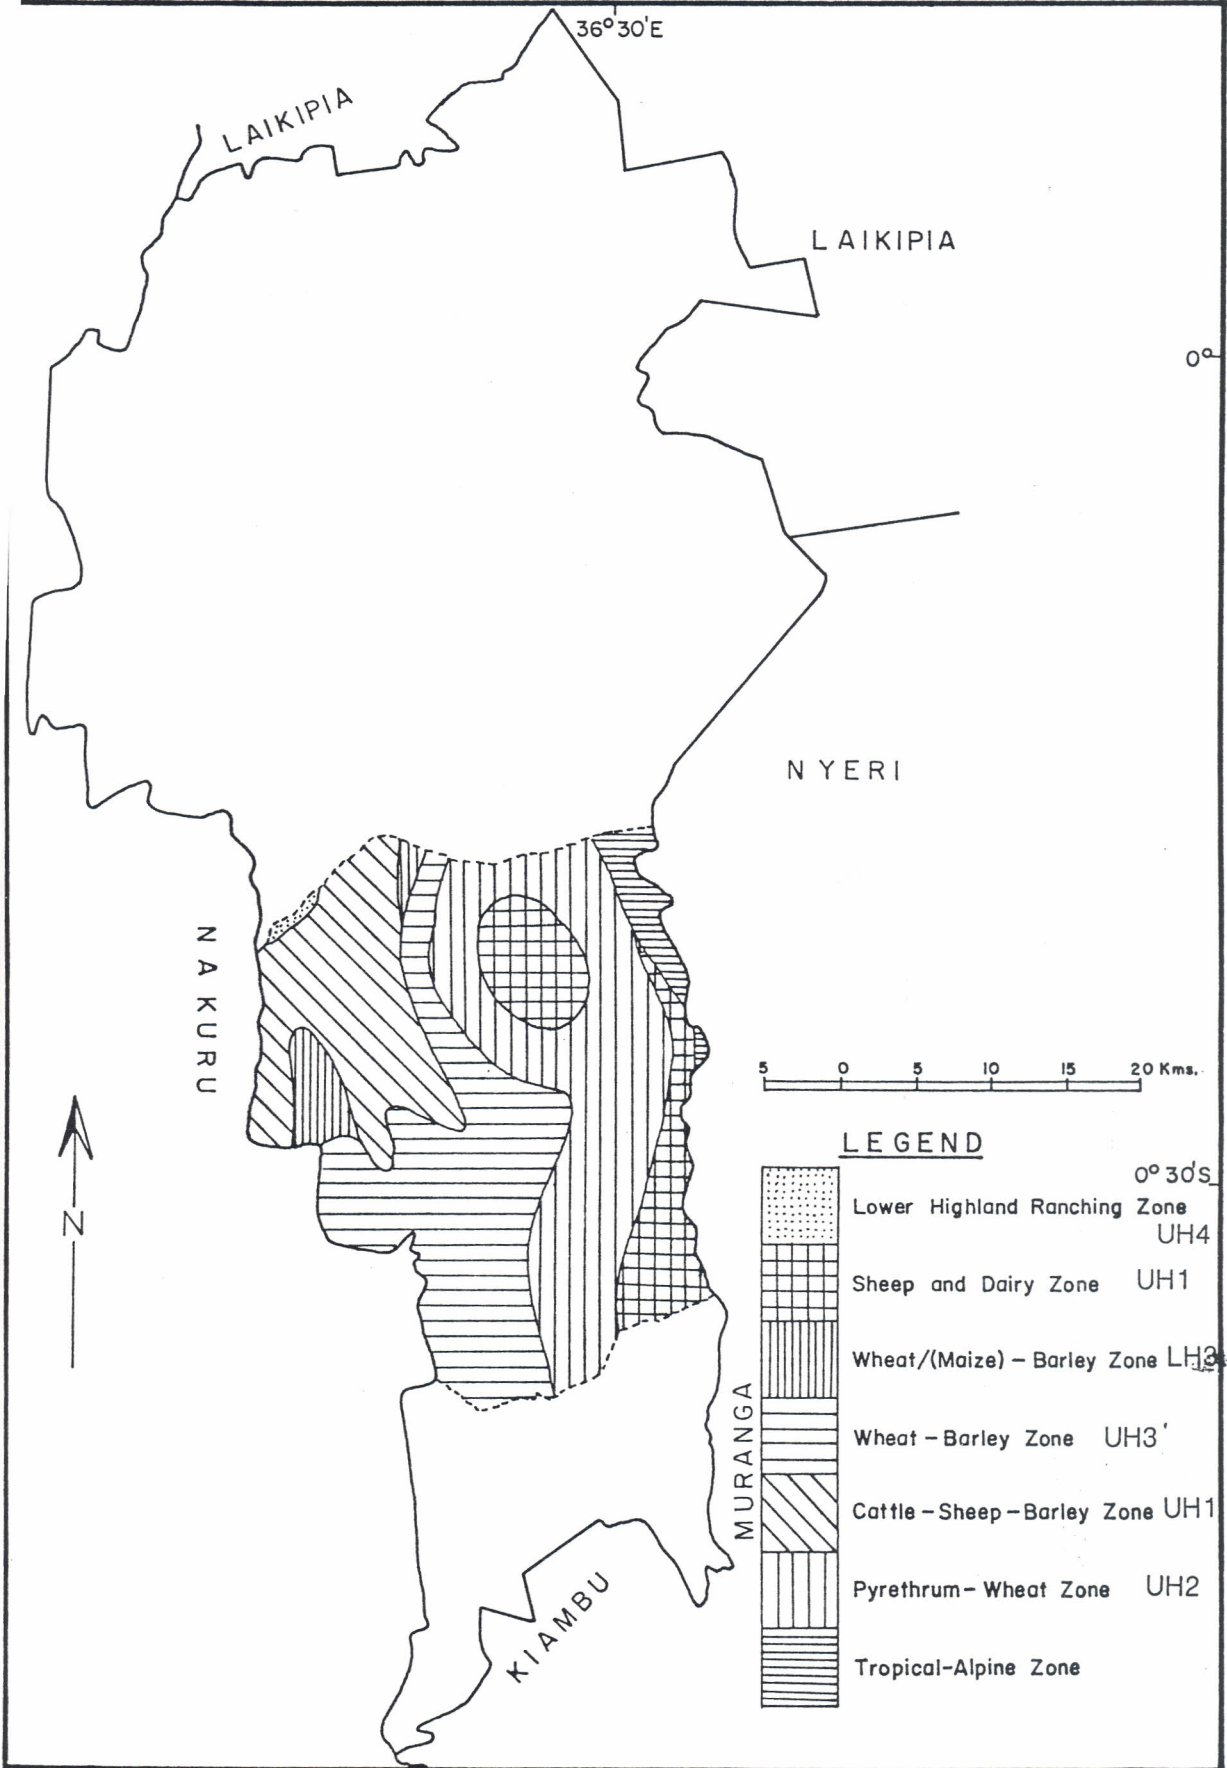 36°30'E
LAIKIPIA
LAIKIPIA
0°
NYERI
NAKURU
5 0 5 10 15 20 Kms.
LEGEND
0°30'S
N
Lower Highland Ranching Zone
UH4
Sheep and Dairy Zone UH1
Wheat/(Maize)-Barley Zone LH3
Wheat-Barley Zone UH3'
MURANGA
Cattle-Sheep-Barley Zone UH1
Pyrethrum-Wheat Zone UH2
KIAMBU
Tropical-Alpine Zone